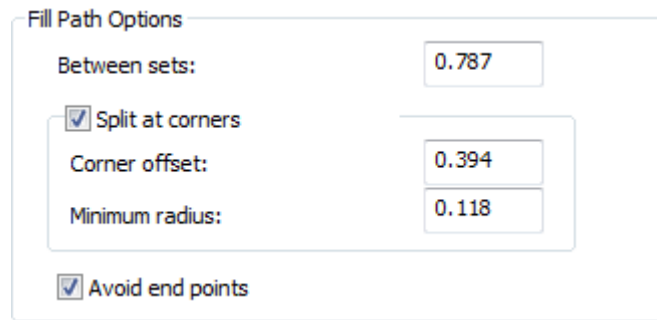 Fill Path Options
Between sets: 0.787
Split at corners
Corner offset: 0.394
Minimum radius: 0.118
Avoid end points